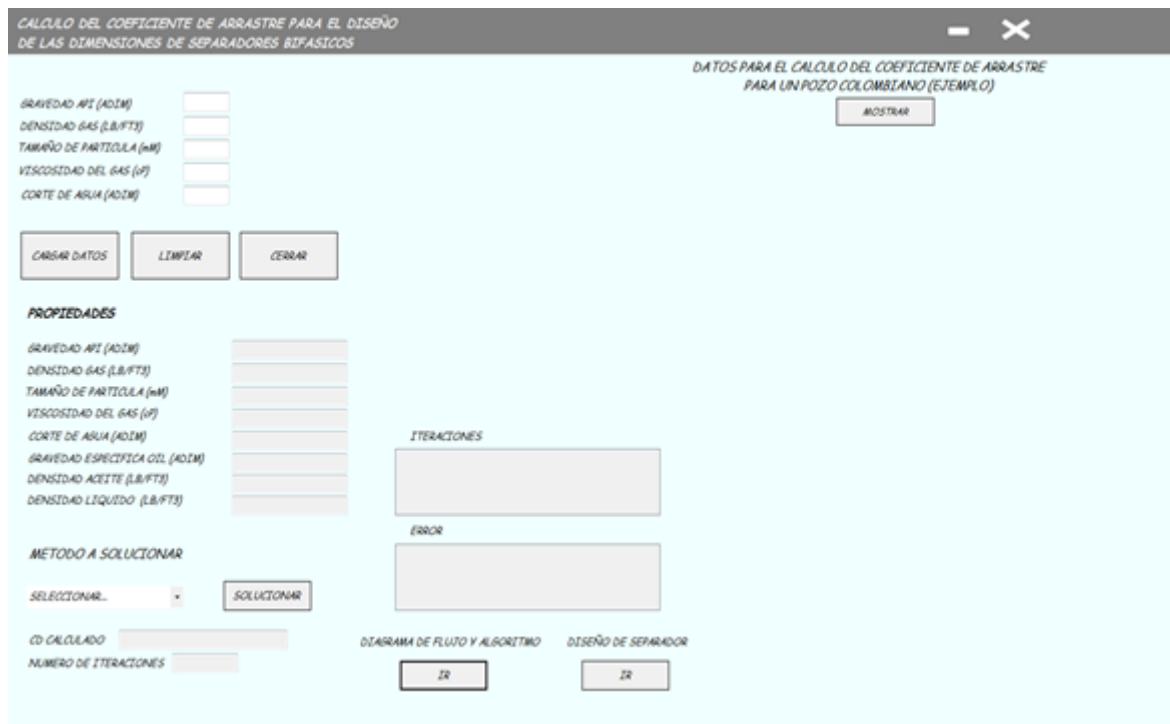 CALCULO DEL COEFICIENTE DE ARRASTRE PARA EL DISEÑO
DE LAS DIMENSIONES DE SEPARADORES BIFASICOS
DATOS PARA EL CALCULO DEL COEFICIENTE DE ARRASTRE
PARA UN POZO COLOMBIANO (EJEMPLO)
MOSTRAR
GRAVEDAD API (ADIM)
DENSIDAD GAS (LB/FT3)
TAMAÑO DE PARTICULA (mM)
VISCOSIDAD DEL GAS (cP)
CORTE DE AGUA (ADIM)
CARGAR DATOS
LIMPIAR
CERRAR
PROPIEDADES
GRAVEDAD API (ADIM)
DENSIDAD GAS (LB/FT3)
TAMAÑO DE PARTICULA (mM)
VISCOSIDAD DEL GAS (cP)
CORTE DE AGUA (ADIM)
GRAVEDAD ESPECIFICA OIL (ADIM)
DENSIDAD ACEITE (LB/FT3)
DENSIDAD LIQUIDO (LB/FT3)
ITERACIONES
ERROR
METODO A SOLUCIONAR
SELECCIONAR...
SOLUCIONAR
CD CALCULADO
NUMERO DE ITERACIONES
DIAGRAMA DE FLUJO Y ALGORITMO
IR
DISEÑO DE SEPARADOR
IR